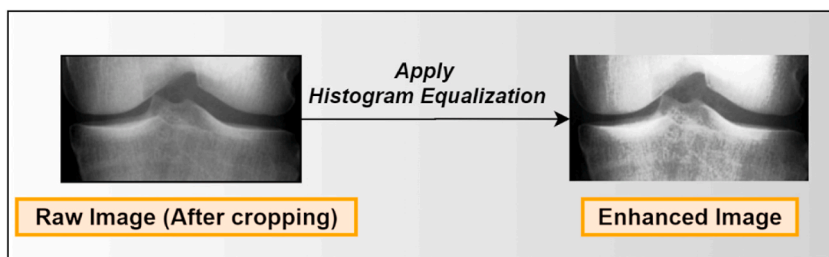 Apply
Histogram Equalization
Raw Image (After cropping)
Enhanced Image